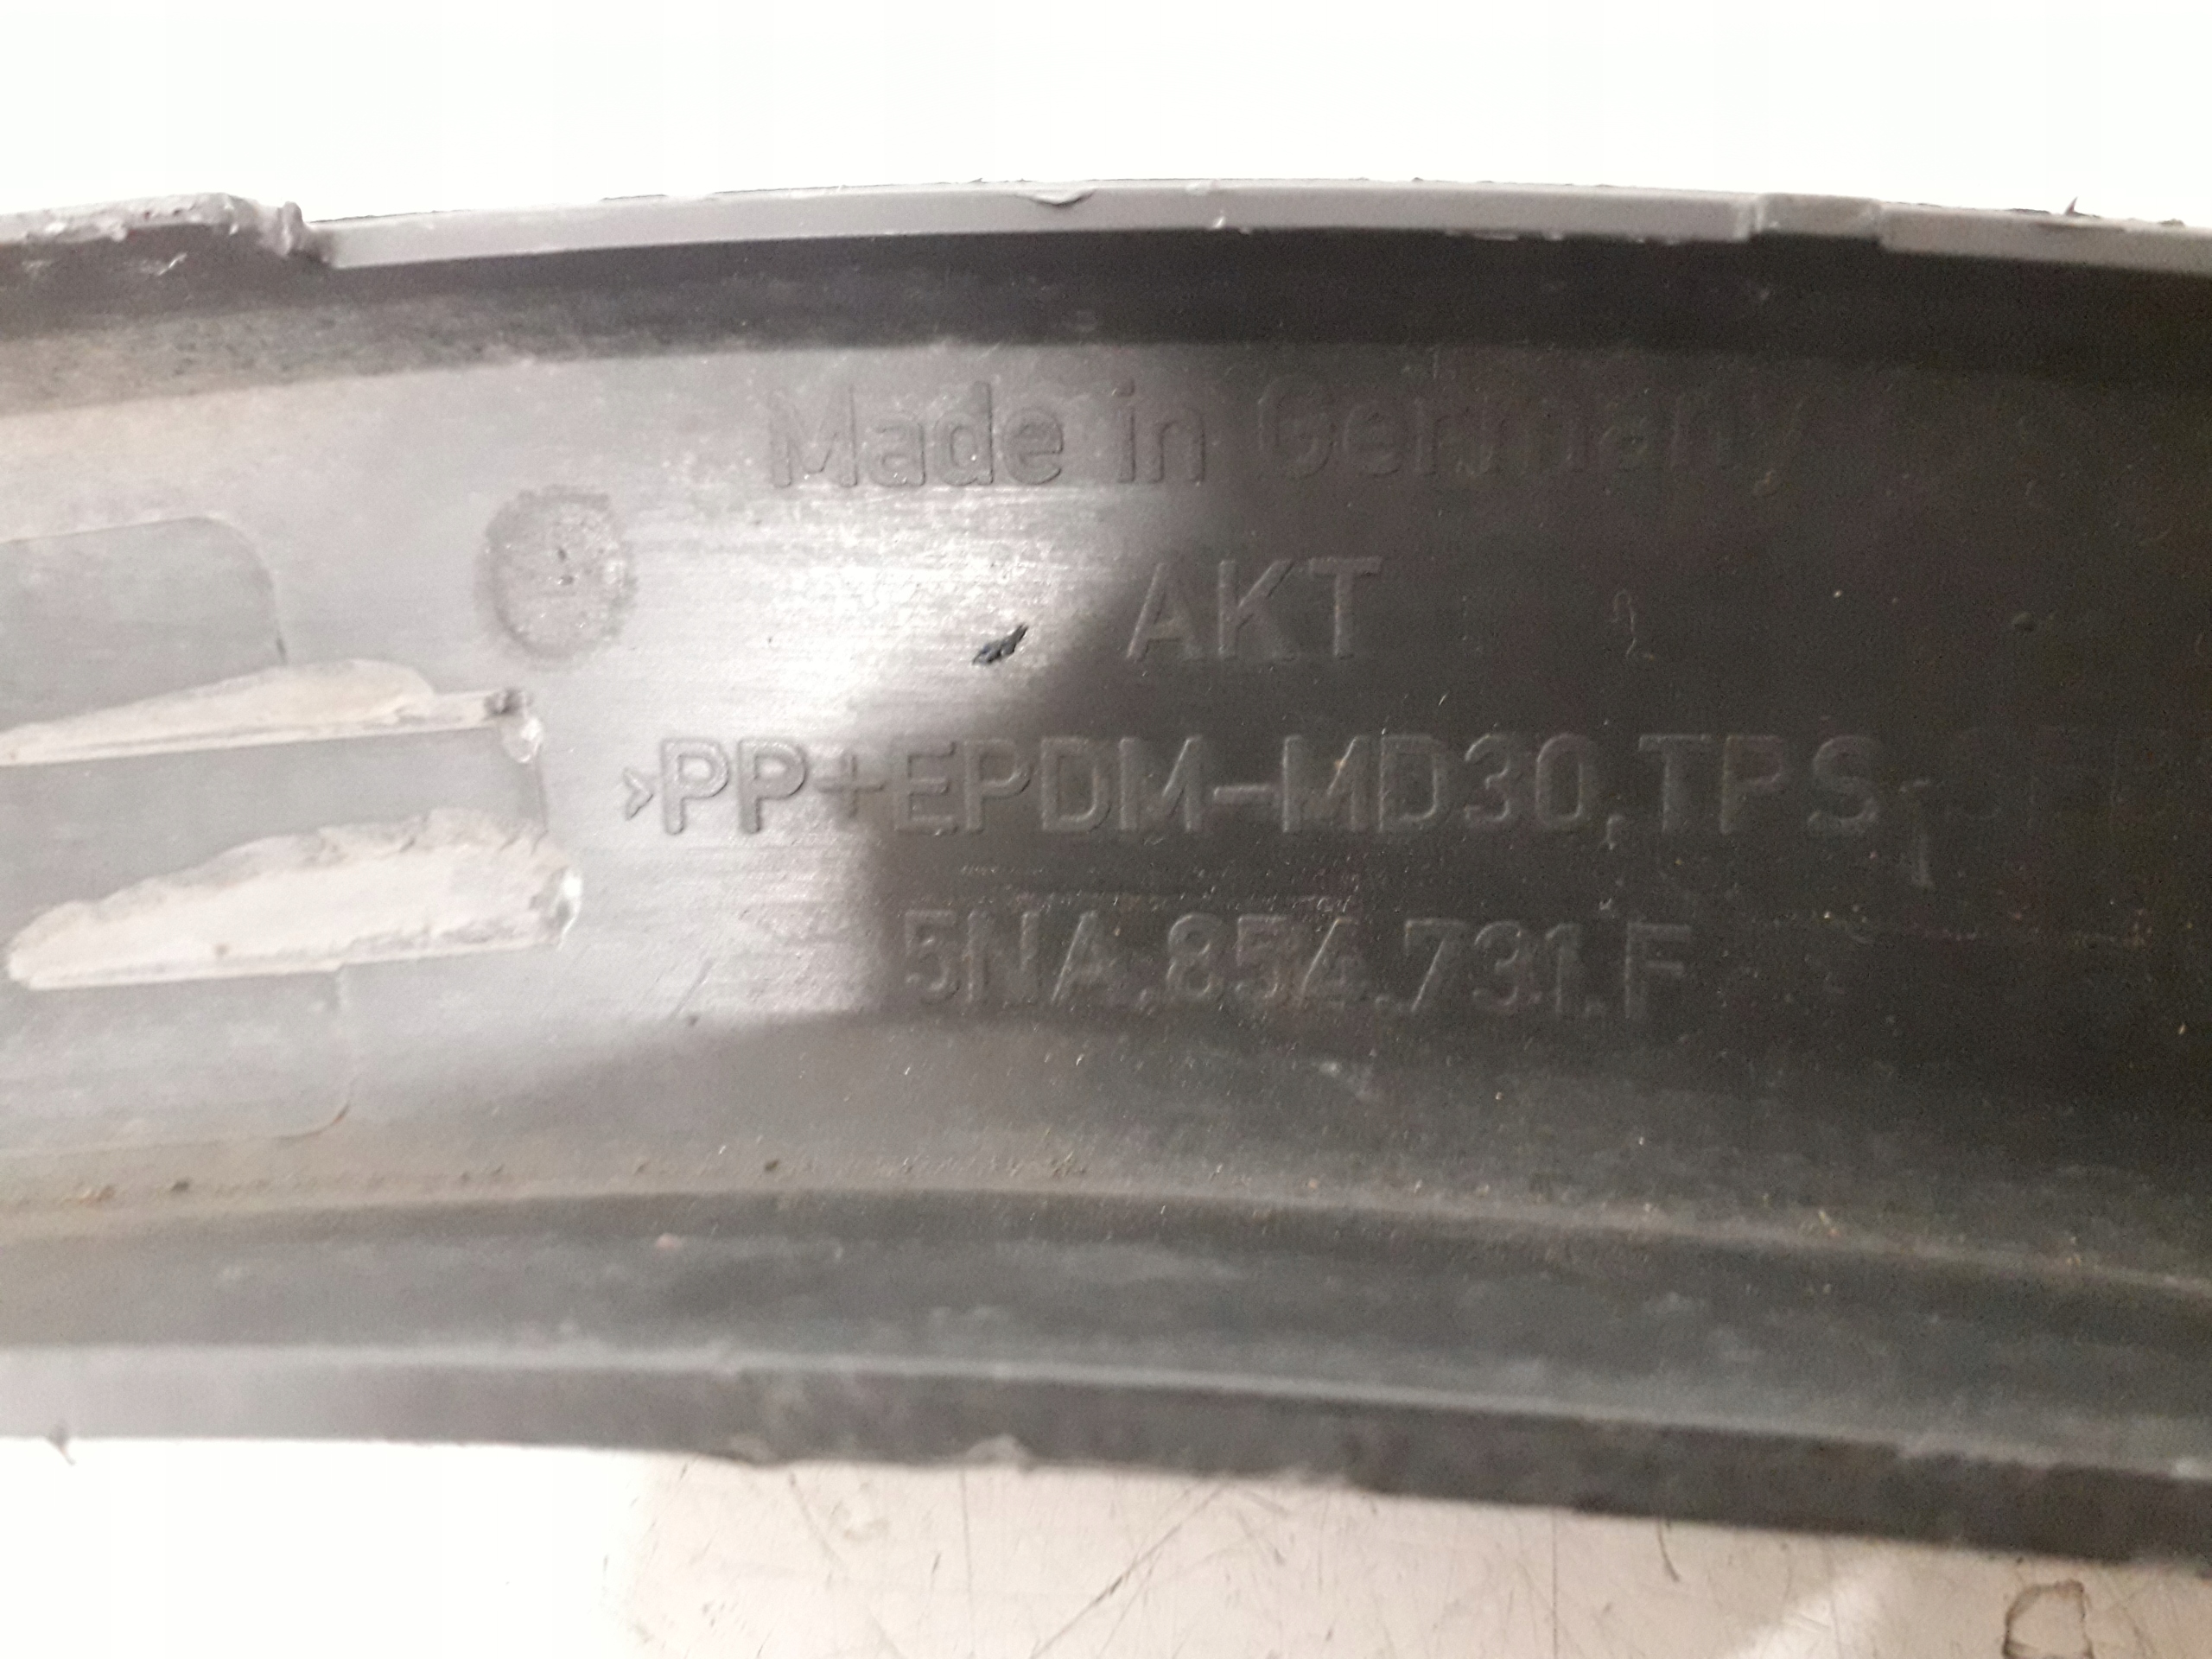 Made in Germany
AKT
>PP+EPDM-MD30,TPS,
5NA.854.731.F